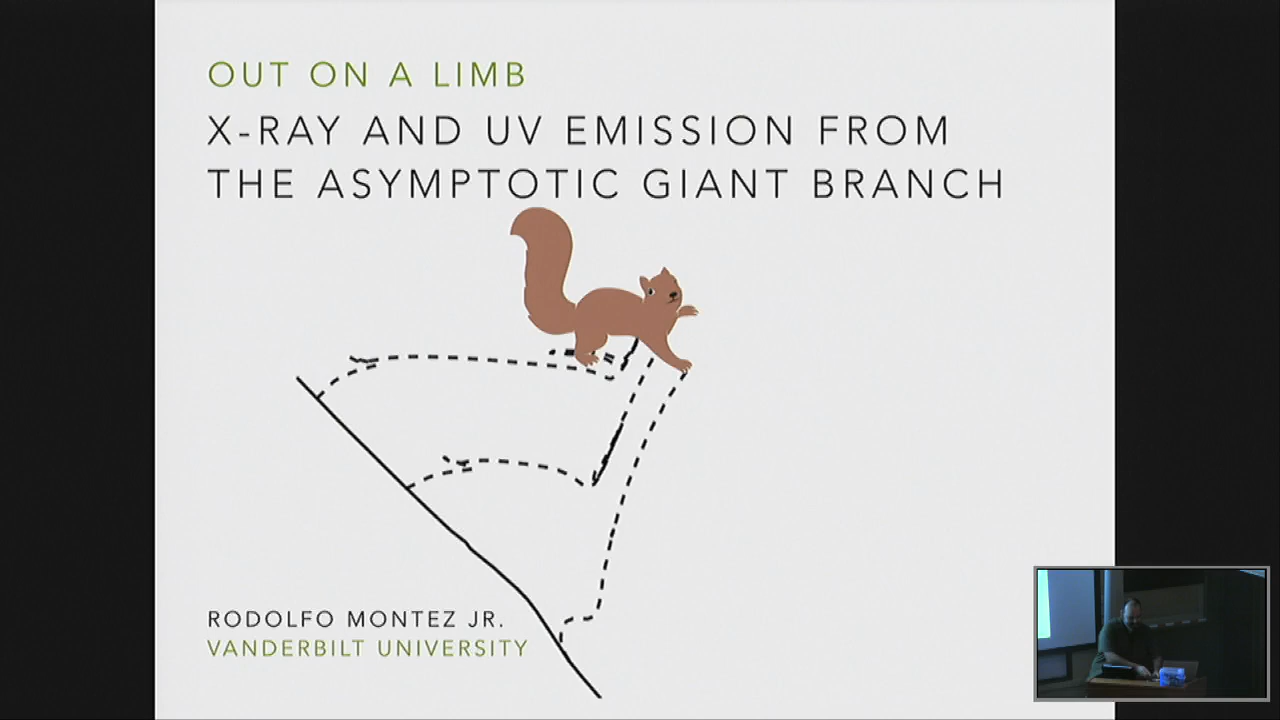 OUT ON A LIMB
X-RAY AND UV EMISSION FROM
THE ASYMPTOTIC GIANT BRANCH
RODOLFO MONTEZ JR.
VANDERBILT UNIVERSITY